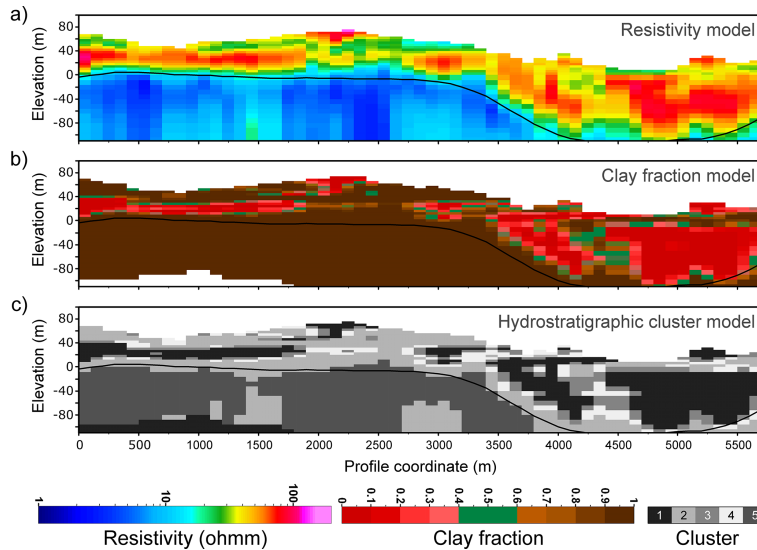 a)
Resistivity model
Elevation (m)
80
40
0
-40
-80
b)
Clay fraction model
Elevation (m)
80
40
0
-40
-80
c)
Hydrostratigraphic cluster model
Elevation (m)
80
40
0
-40
-80
0 500 1000 1500 2000 2500 3000 3500 4000 4500 5000 5500
Profile coordinate (m)
1 10 100
Resistivity (ohmm)
0 0.1 0.2 0.3 0.4 0.5 0.6 0.7 0.8 0.9 1
Clay fraction
1 2 3 4 5
Cluster